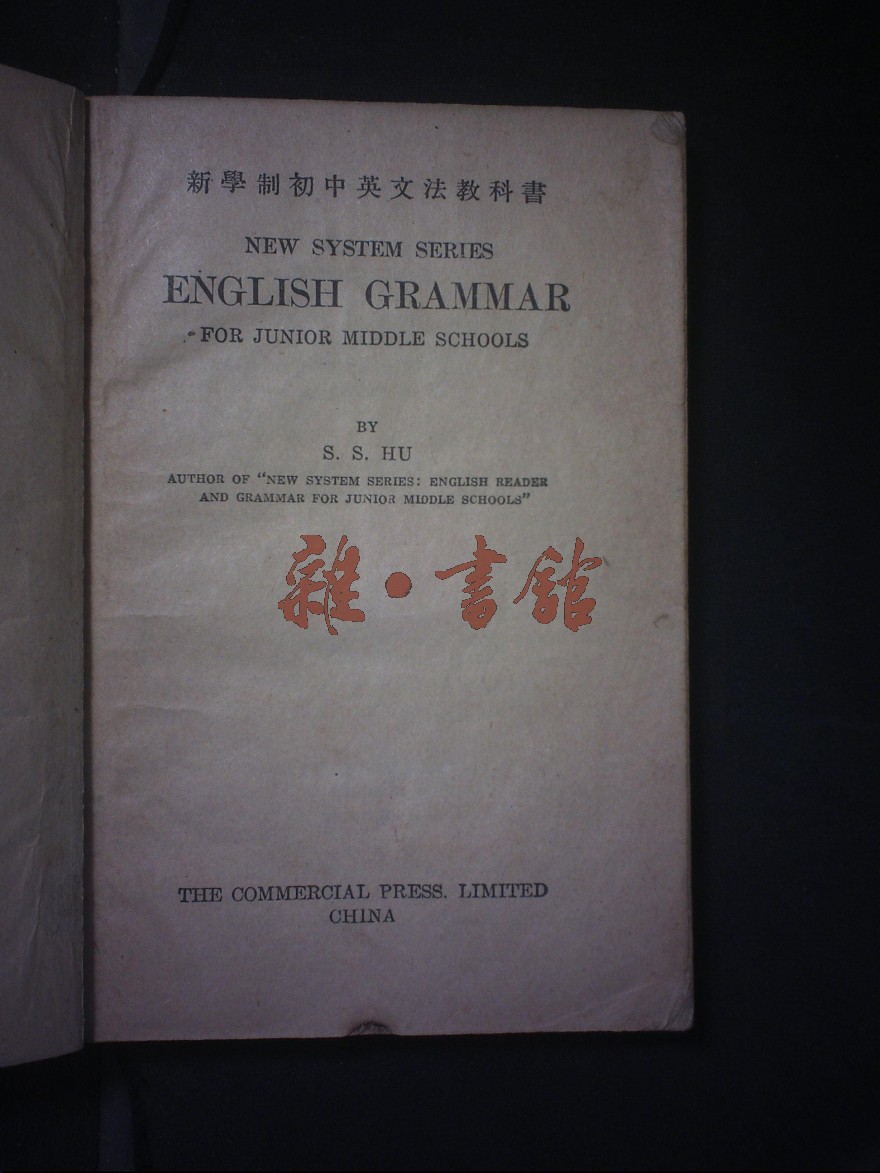 新學制初中英文法教科書
NEW SYSTEM SERIES
ENGLISH GRAMMAR
FOR JUNIOR MIDDLE SCHOOLS
BY
S. S. HU
AUTHOR OF "NEW SYSTEM SERIES: ENGLISH READER
AND GRAMMAR FOR JUNIOR MIDDLE SCHOOLS"
雜·書館
THE COMMERCIAL PRESS. LIMITED
CHINA